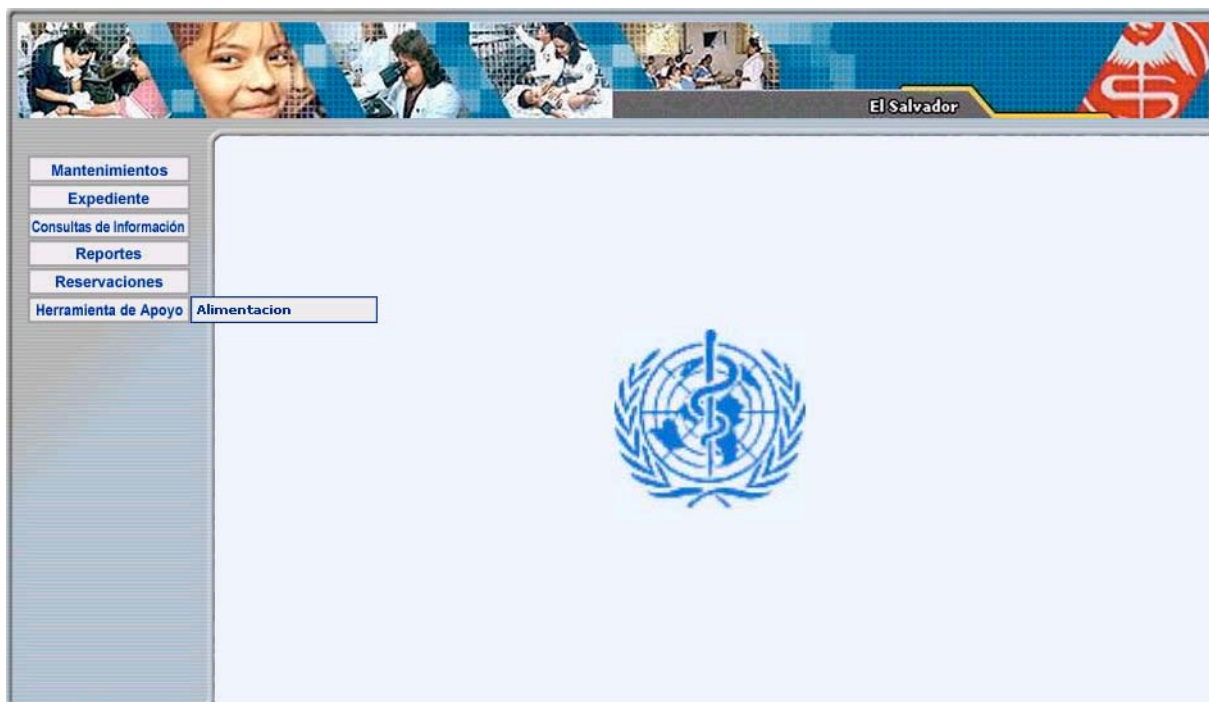 El Salvador
Mantenimientos
Expediente
Consultas de Información
Reportes
Reservaciones
Herramienta de Apoyo
Alimentacion